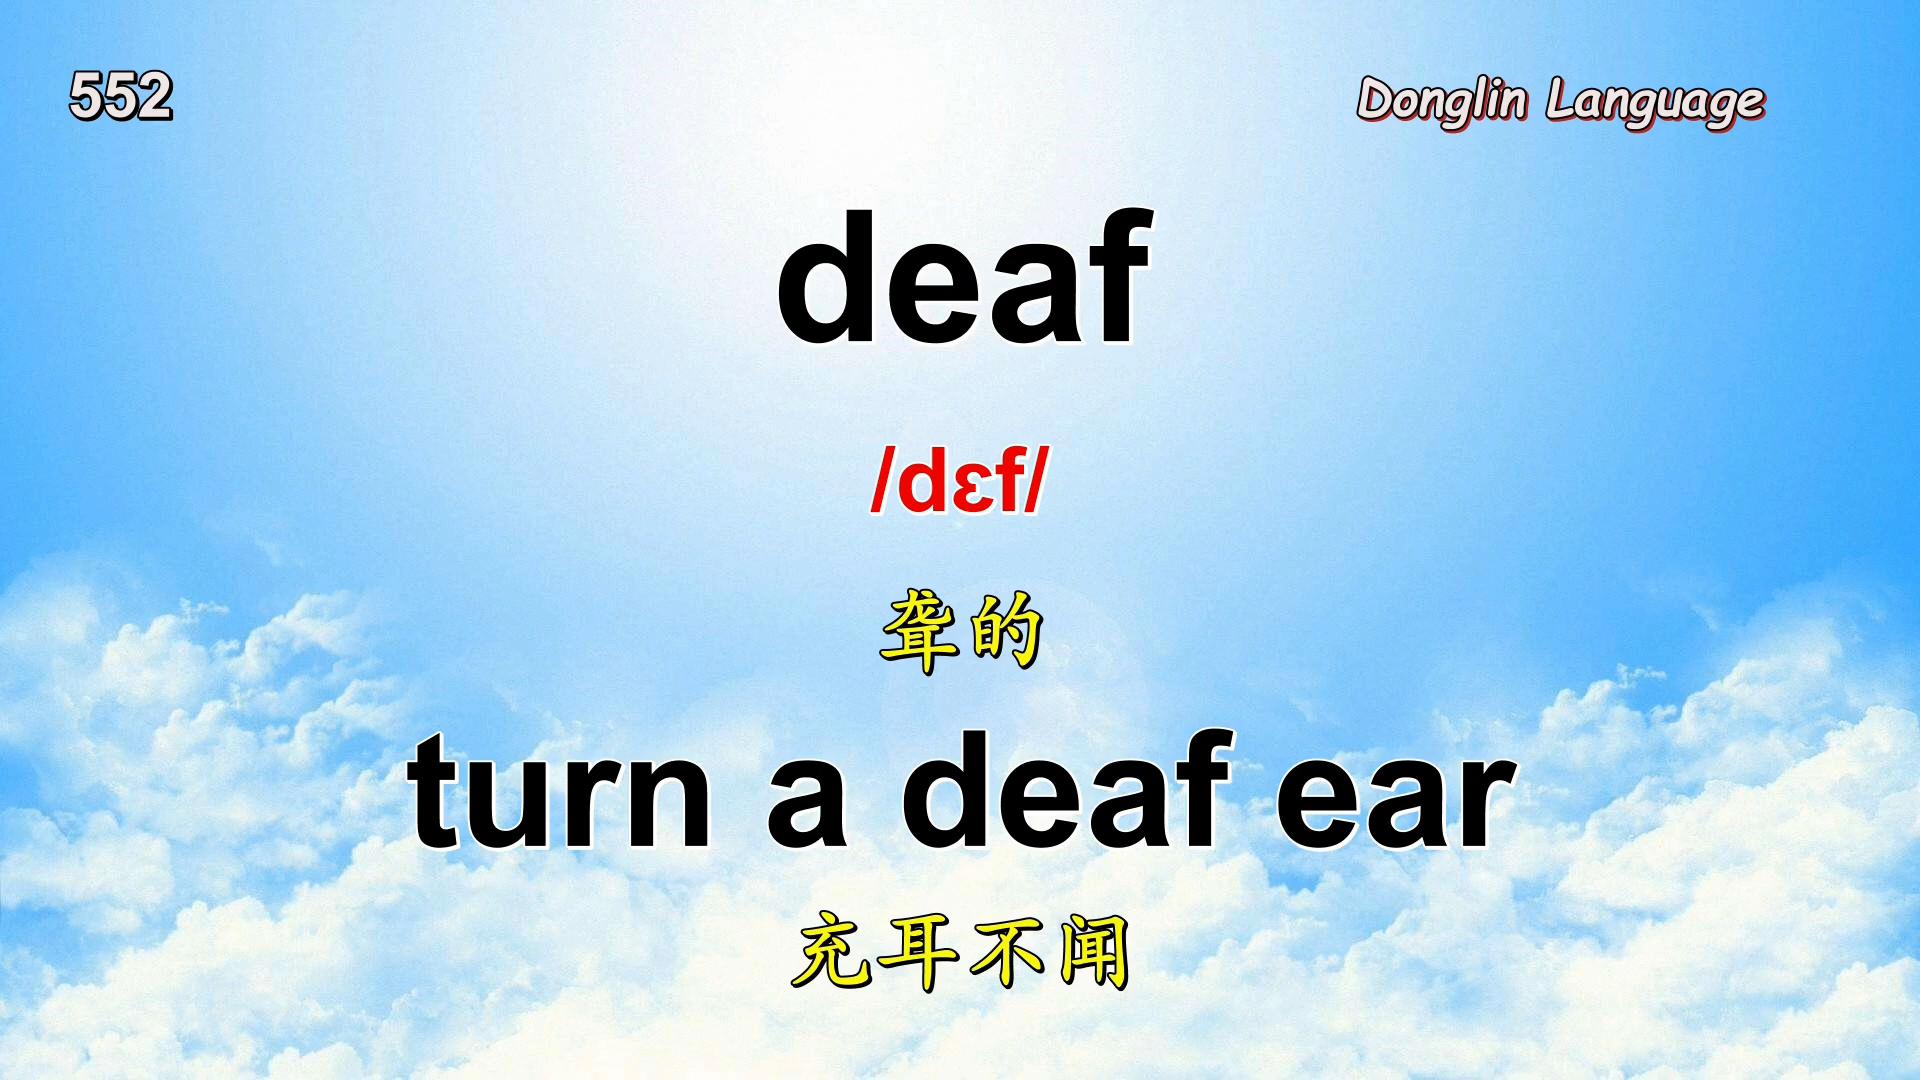 552
Donglin Language
deaf
/dɛf/
聋的
turn a deaf ear
充耳不闻